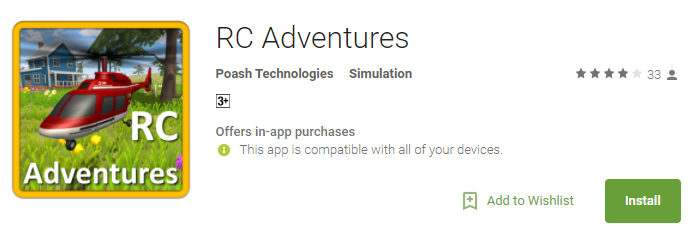 RC
Adventures
RC Adventures
Poash Technologies Simulation
33
3+
Offers in-app purchases
This app is compatible with all of your devices.
Add to Wishlist
Install